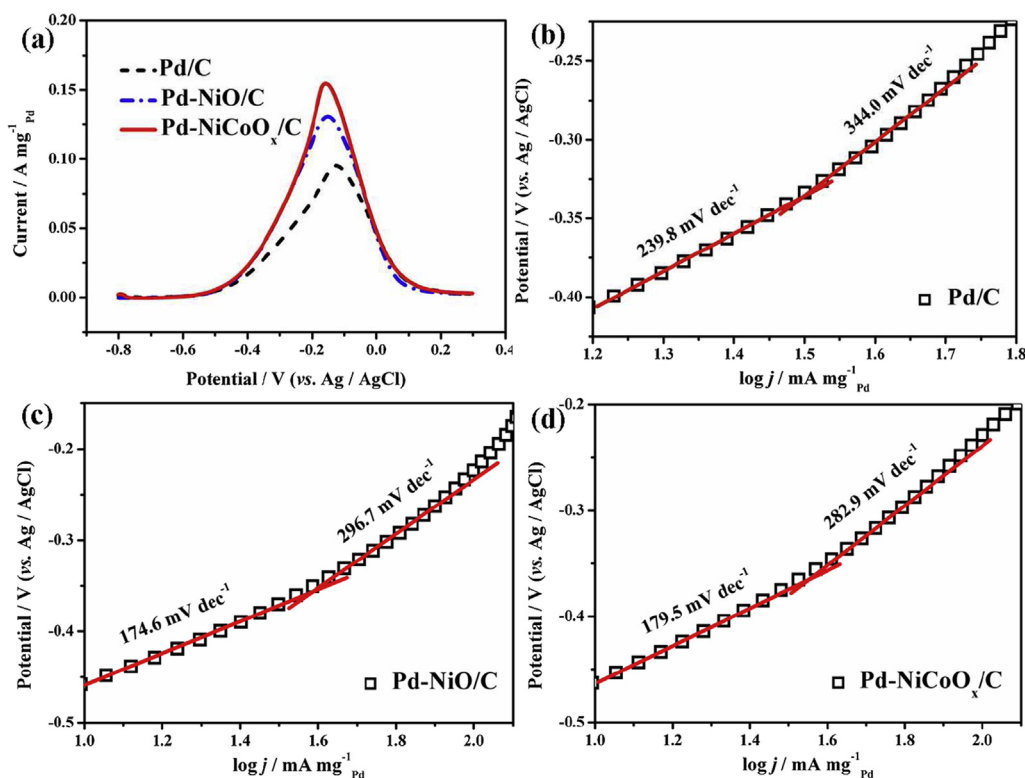 (a)
0.20
0.15
0.10
0.05
0.00
Current / A mg⁻¹Pd
Pd/C
Pd-NiO/C
Pd-NiCoOₓ/C
-0.8 -0.6 -0.4 -0.2 0.0 0.2 0.4
Potential / V (vs. Ag / AgCl)
(b)
-0.25
-0.30
-0.35
-0.40
Potential / V (vs. Ag / AgCl)
344.0 mV dec⁻¹
239.8 mV dec⁻¹
Pd/C
1.2 1.3 1.4 1.5 1.6 1.7 1.8
log j / mA mg⁻¹Pd
(c)
-0.2
-0.3
-0.4
-0.5
Potential / V (vs. Ag / AgCl)
296.7 mV dec⁻¹
174.6 mV dec⁻¹
Pd-NiO/C
1.0 1.2 1.4 1.6 1.8 2.0
log j / mA mg⁻¹Pd
(d)
-0.2
-0.3
-0.4
-0.5
Potential / V (vs. Ag / AgCl)
282.9 mV dec⁻¹
179.5 mV dec⁻¹
Pd-NiCoOₓ/C
1.0 1.2 1.4 1.6 1.8 2.0
log j / mA mg⁻¹Pd